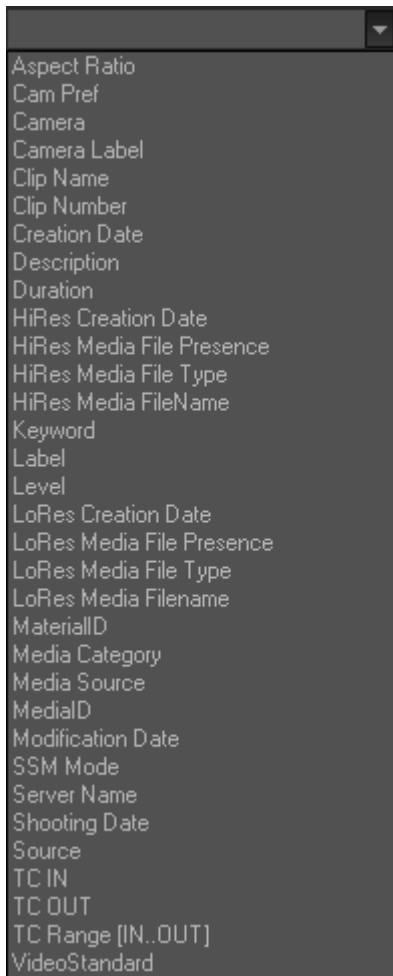 Aspect Ratio
Cam Pref
Camera
Camera Label
Clip Name
Clip Number
Creation Date
Description
Duration
HiRes Creation Date
HiRes Media File Presence
HiRes Media File Type
HiRes Media FileName
Keyword
Label
Level
LoRes Creation Date
LoRes Media File Presence
LoRes Media File Type
LoRes Media Filename
MaterialID
Media Category
Media Source
MediaID
Modification Date
SSM Mode
Server Name
Shooting Date
Source
TC IN
TC OUT
TC Range [IN..OUT]
VideoStandard